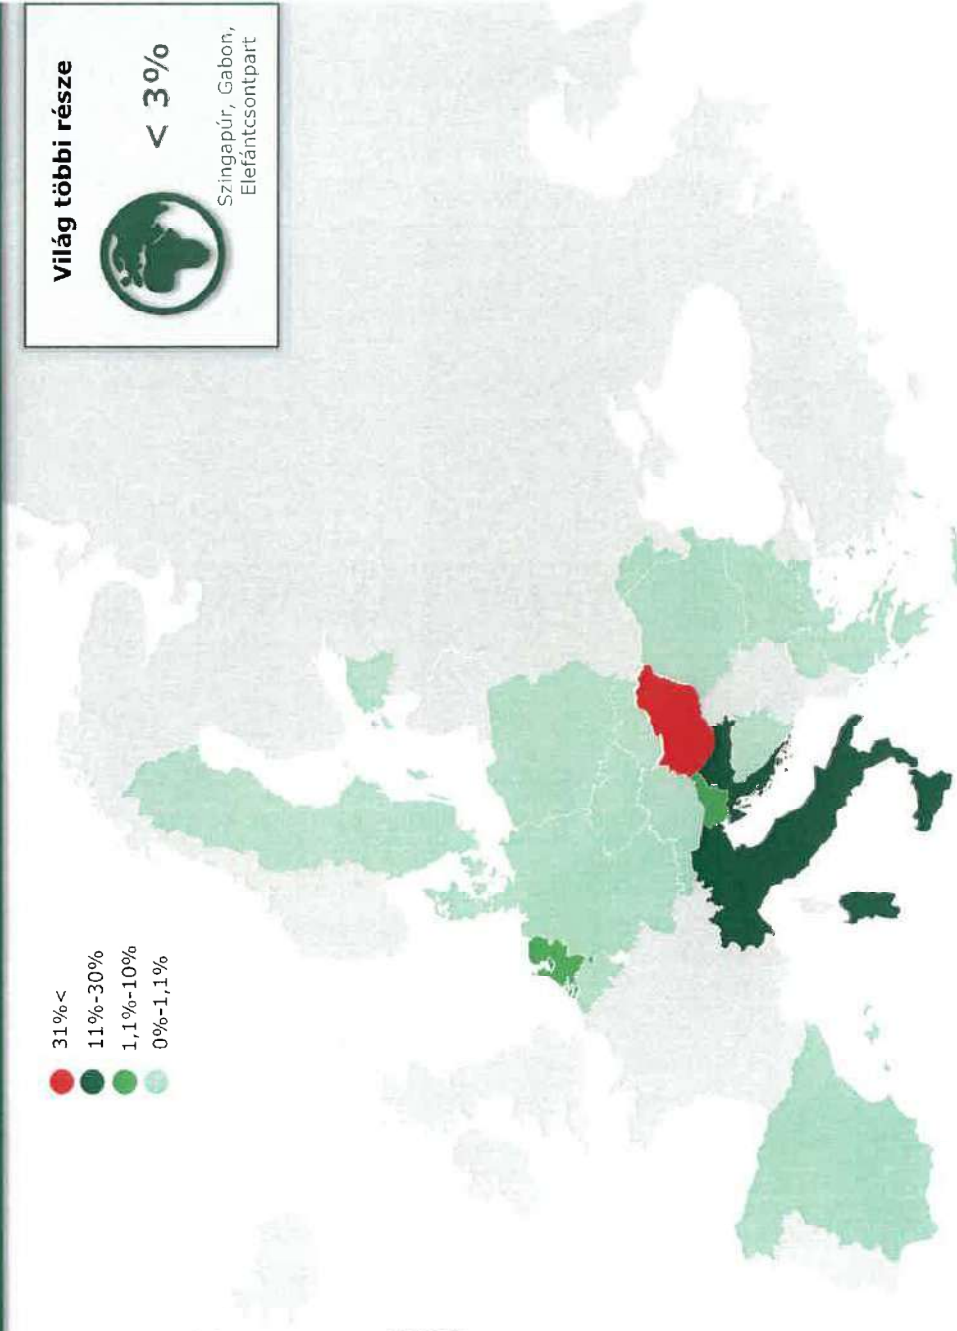 Világ többi része
< 3%
Szingapúr, Gabon,
Elefántcsontpart
31%<
11%-30%
1,1%-10%
0%-1,1%